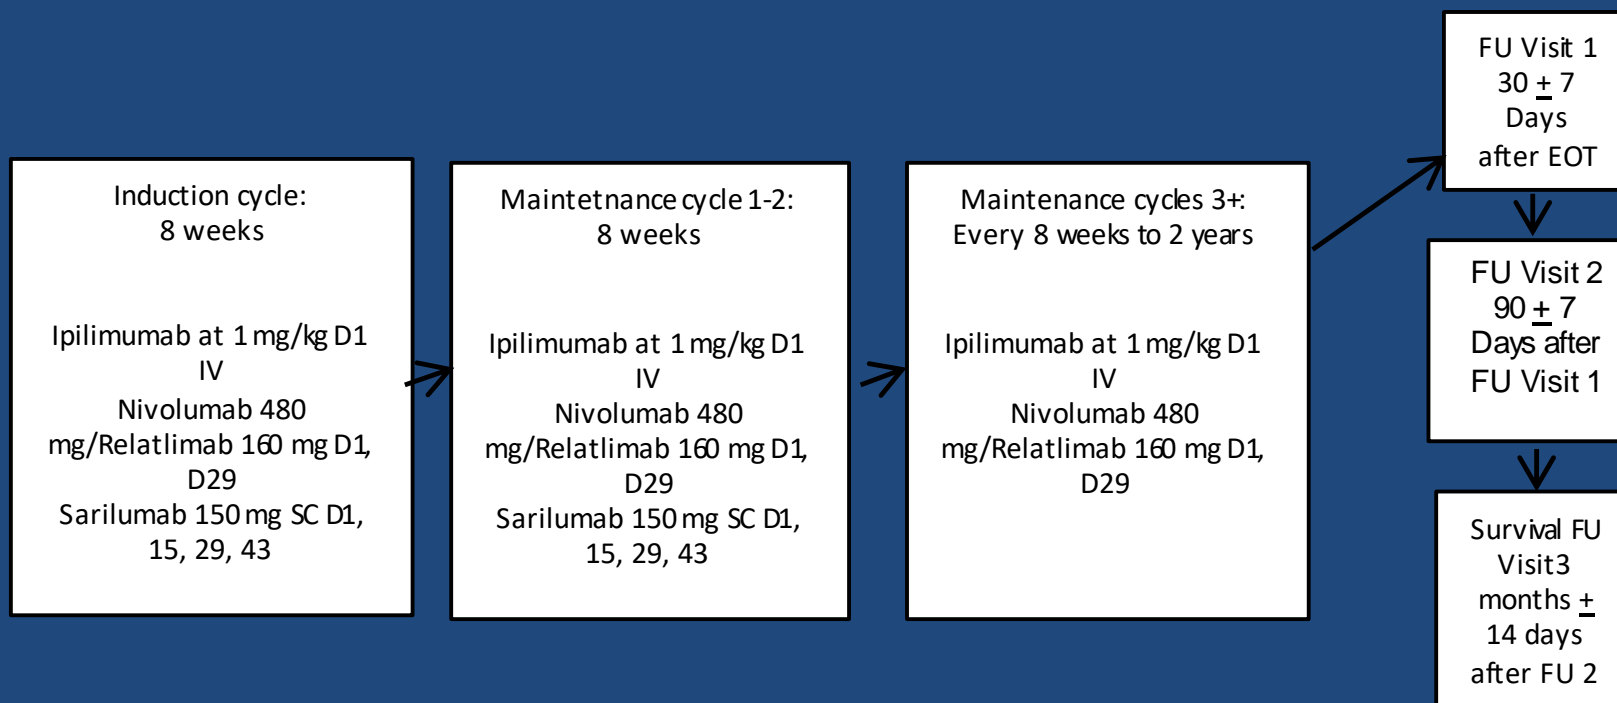 Induction cycle:
8 weeks
Ipilimumab at 1 mg/kg D1
IV
Nivolumab 480
mg/Relatlimab 160 mg D1,
D29
Sarilumab 150 mg SC D1,
15, 29, 43
Maintetnance cycle 1-2:
8 weeks
Ipilimumab at 1 mg/kg D1
IV
Nivolumab 480
mg/Relatlimab 160 mg D1,
D29
Sarilumab 150 mg SC D1,
15, 29, 43
Maintenance cycles 3+:
Every 8 weeks to 2 years
Ipilimumab at 1 mg/kg D1
IV
Nivolumab 480
mg/Relatlimab 160 mg D1,
D29
FU Visit 1
30 ± 7
Days
after EOT
FU Visit 2
90 ± 7
Days after
FU Visit 1
Survival FU
Visit3
months ±
14 days
after FU 2